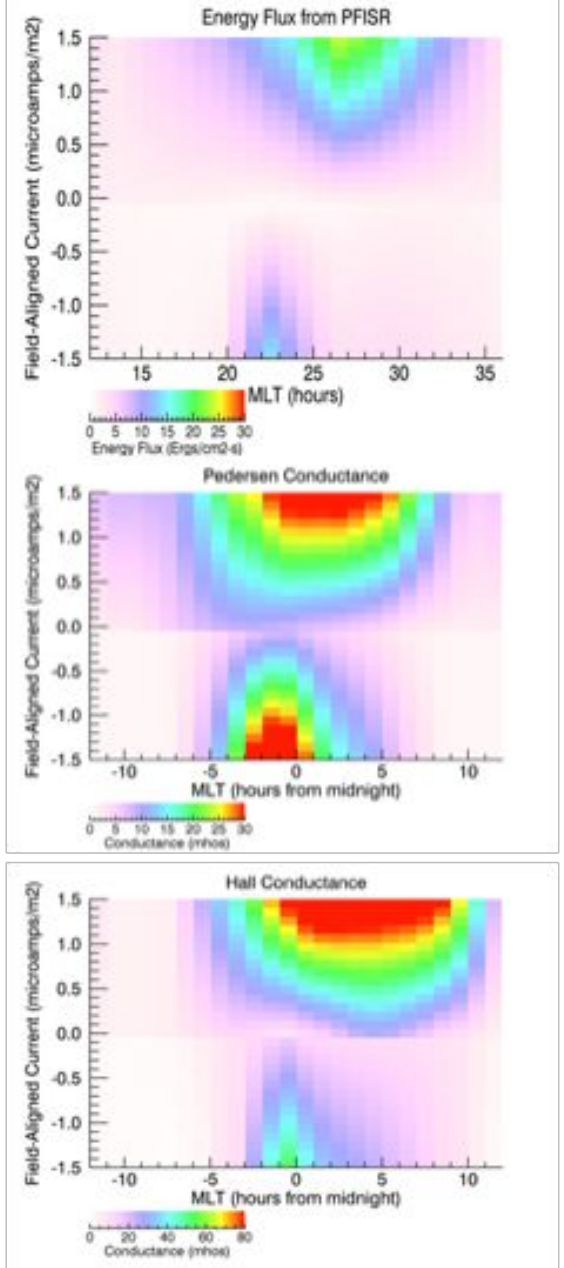 Energy Flux from PFISR
Field-Aligned Current (microamps/m2)
1.5
1.0
0.5
0.0
-0.5
-1.0
-1.5
15 20 25 30 35
MLT (hours)
0 5 10 15 20 25 30
Energy Flux (Ergs/cm2-s)
Pedersen Conductance
Field-Aligned Current (microamps/m2)
1.5
1.0
0.5
0.0
-0.5
-1.0
-1.5
-10 -5 0 5 10
MLT (hours from midnight)
0 5 10 15 20 25 30
Conductance (mhos)
Hall Conductance
Field-Aligned Current (microamps/m2)
1.5
1.0
0.5
0.0
-0.5
-1.0
-1.5
-10 -5 0 5 10
MLT (hours from midnight)
0 20 40 60 80
Conductance (mhos)